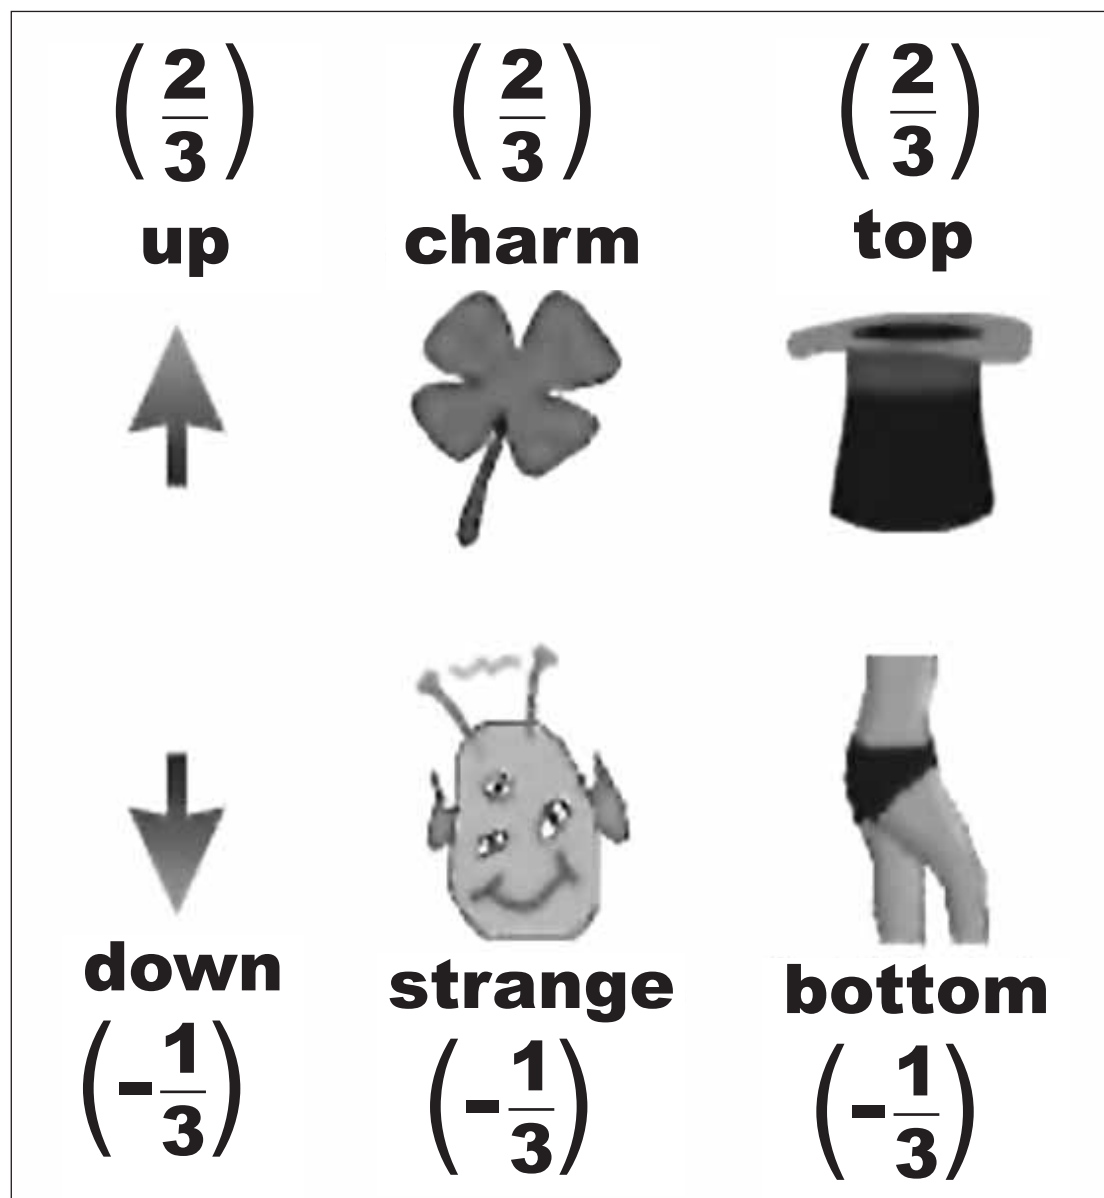 (2/3) (2/3) (2/3)
up charm top
down strange bottom
(-1/3) (-1/3) (-1/3)